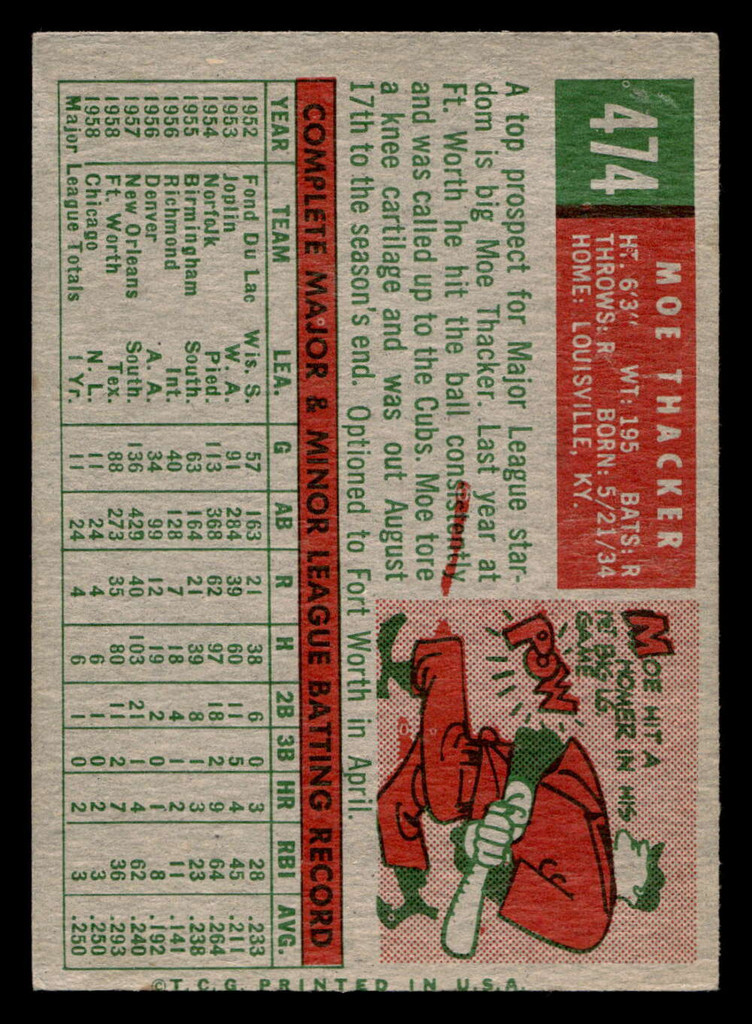 474
MOE THACKER
HT. 6'3" WT: 195 BATS: R
THROWS: R BORN: 5/21/34
HOME: LOUISVILLE, KY.
A top prospect for Major League star-
dom is big Moe Thacker. Last year at
Ft. Worth he hit the ball consistently
and was called up to the Cubs. Moe tore
a knee cartilage and was out August
17th to the season's end. Optioned to Fort Worth in April.
MOE HIT A
HOMER IN HIS
1ST BIG LG
GAME
POW
COMPLETE MAJOR & MINOR LEAGUE BATTING RECORD
YEAR TEAM LEA. G AB R H 2B 3B HR RBI AVG.
1952 Fond Du Lac Wis. S. 57 163 21 38 6 0 3 28 .233
1953 Joplin W. A. 91 284 39 60 11 5 4 45 .211
1954 Norfolk Pied. 113 368 62 97 18 2 9 64 .264
1955 Birmingham South. 63 164 21 39 8 1 3 23 .238
1956 Richmond Int. 40 128 7 18 4 1 2 11 .141
1956 Denver A. A. 34 99 12 19 2 0 1 8 .192
1957 New Orleans South. 136 429 40 103 21 1 4 62 .240
1958 Ft. Worth Tex. 88 273 35 80 11 2 7 36 .293
1958 Chicago N. L. 11 24 4 6 1 0 2 3 .250
Major League Totals 1 Yr. 11 24 4 6 1 0 2 3 .250
© T. C. G. PRINTED IN U.S.A.